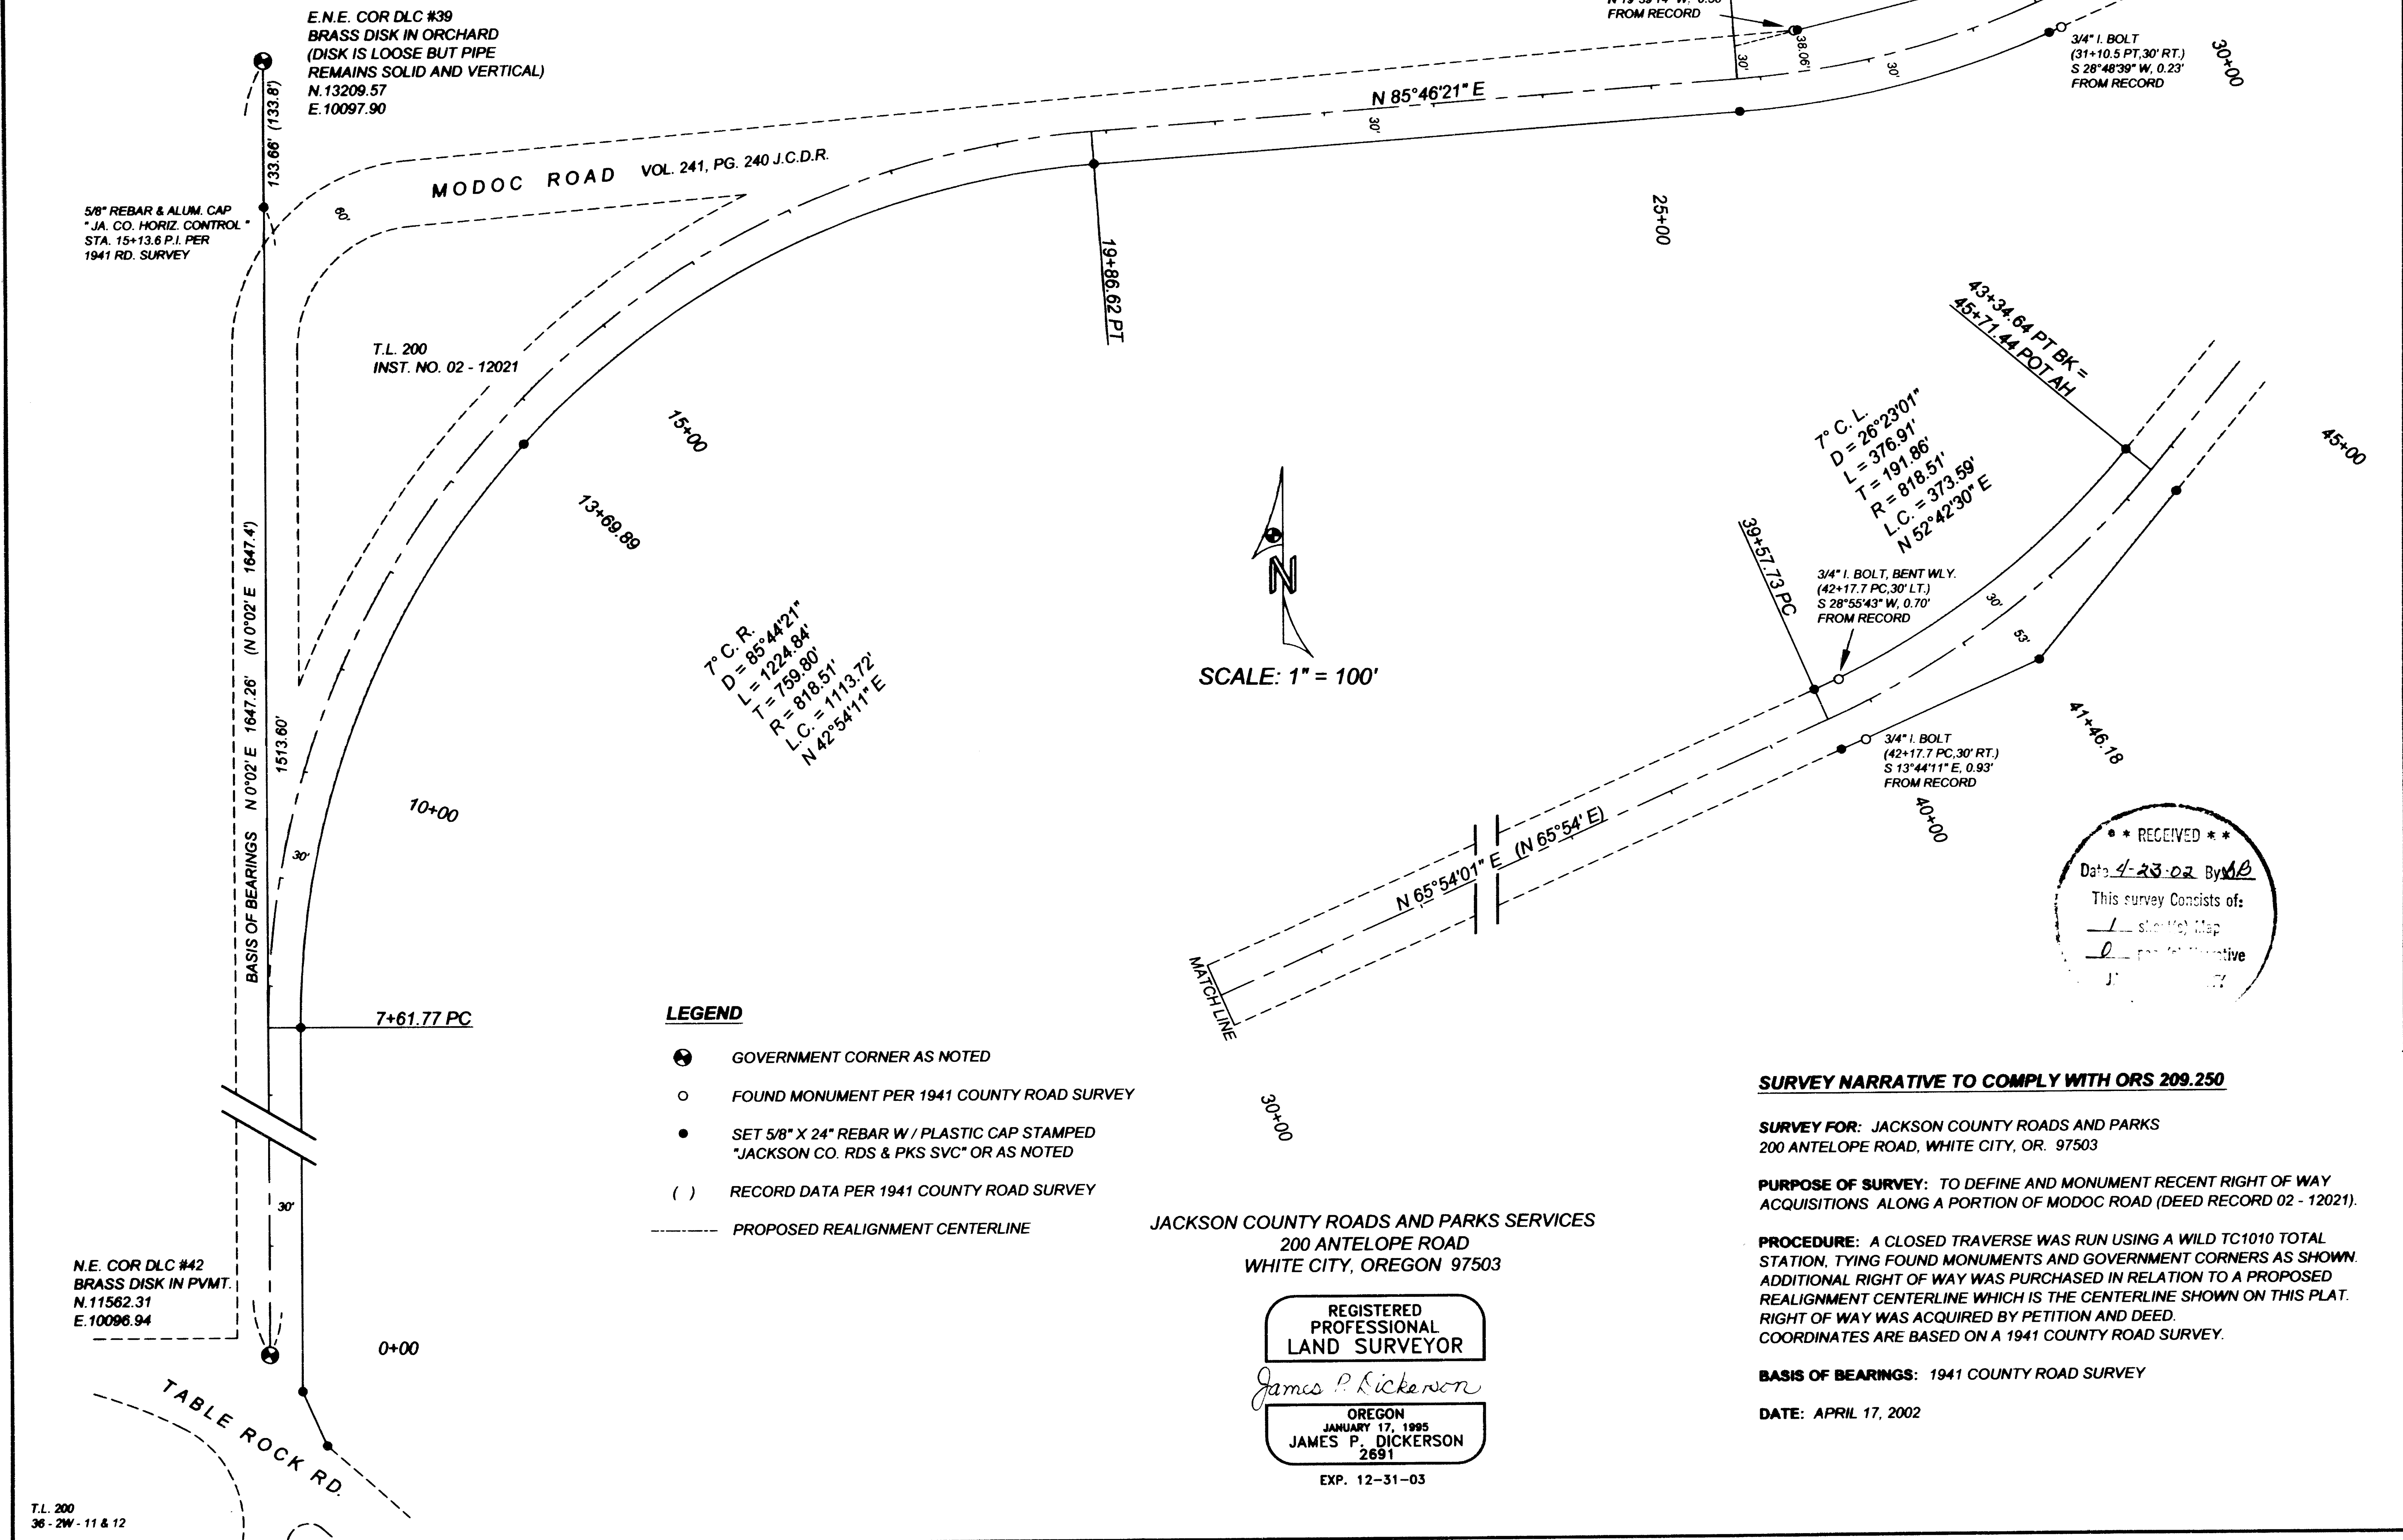 E.N.E. COR DLC #39
BRASS DISK IN ORCHARD
(DISK IS LOOSE BUT PIPE
REMAINS SOLID AND VERTICAL)
N.13209.57
E.10097.90
133.66' (133.8')
5/8" REBAR & ALUM. CAP
"JA. CO. HORIZ. CONTROL"
STA. 15+13.6 P.I. PER
1941 RD. SURVEY
60'
MODOC ROAD VOL. 241, PG. 240 J.C.D.R.
N 85°46'21" E
30'
FROM RECORD
38.06'
30'
30'
3/4" I. BOLT
(31+10.5 PT,30' RT.)
S 28°48'39" W, 0.23'
FROM RECORD
30+00
25+00
19+86.62 PT
T.L. 200
INST. NO. 02 - 12021
15+00
13+69.89
7° C. R.
D = 85°44'21"
L = 1224.84'
T = 759.80'
R = 818.51'
L.C. = 1113.72'
N 42°54'11" E
N
SCALE: 1" = 100'
43+34.64 PT BK =
45+71.44 POT AH
7° C. L.
D = 26°23'01"
L = 376.91'
T = 191.86'
R = 818.51'
L.C. = 373.59'
N 52°42'30" E
45+00
39+57.73 PC
3/4" I. BOLT, BENT WLY.
(42+17.7 PC,30' LT.)
S 28°55'43" W, 0.70'
FROM RECORD
30'
53'
3/4" I. BOLT
(42+17.7 PC,30' RT.)
S 13°44'11" E, 0.93'
FROM RECORD
41+46.18
40+00
N 65°54'01" E (N 65°54' E)
MATCH LINE
30+00
BASIS OF BEARINGS N 0°02' E 1647.26' (N 0°02' E 1647.4')
1513.60'
10+00
30'
7+61.77 PC
30'
N.E. COR DLC #42
BRASS DISK IN PVMT.
N.11562.31
E.10096.94
0+00
TABLE ROCK RD.
T.L. 200
36 - 2W - 11 & 12
LEGEND
GOVERNMENT CORNER AS NOTED
FOUND MONUMENT PER 1941 COUNTY ROAD SURVEY
SET 5/8" X 24" REBAR W / PLASTIC CAP STAMPED
"JACKSON CO. RDS & PKS SVC" OR AS NOTED
( ) RECORD DATA PER 1941 COUNTY ROAD SURVEY
PROPOSED REALIGNMENT CENTERLINE
JACKSON COUNTY ROADS AND PARKS SERVICES
200 ANTELOPE ROAD
WHITE CITY, OREGON 97503
REGISTERED
PROFESSIONAL
LAND SURVEYOR
James P. Dickerson
OREGON
JANUARY 17, 1995
JAMES P. DICKERSON
2691
EXP. 12-31-03
* * RECEIVED * *
Date 4-23-02 By
This survey Consists of:
1 Map
0
SURVEY NARRATIVE TO COMPLY WITH ORS 209.250
SURVEY FOR: JACKSON COUNTY ROADS AND PARKS
200 ANTELOPE ROAD, WHITE CITY, OR. 97503
PURPOSE OF SURVEY: TO DEFINE AND MONUMENT RECENT RIGHT OF WAY
ACQUISITIONS ALONG A PORTION OF MODOC ROAD (DEED RECORD 02 - 12021).
PROCEDURE: A CLOSED TRAVERSE WAS RUN USING A WILD TC1010 TOTAL
STATION, TYING FOUND MONUMENTS AND GOVERNMENT CORNERS AS SHOWN.
ADDITIONAL RIGHT OF WAY WAS PURCHASED IN RELATION TO A PROPOSED
REALIGNMENT CENTERLINE WHICH IS THE CENTERLINE SHOWN ON THIS PLAT.
RIGHT OF WAY WAS ACQUIRED BY PETITION AND DEED.
COORDINATES ARE BASED ON A 1941 COUNTY ROAD SURVEY.
BASIS OF BEARINGS: 1941 COUNTY ROAD SURVEY
DATE: APRIL 17, 2002